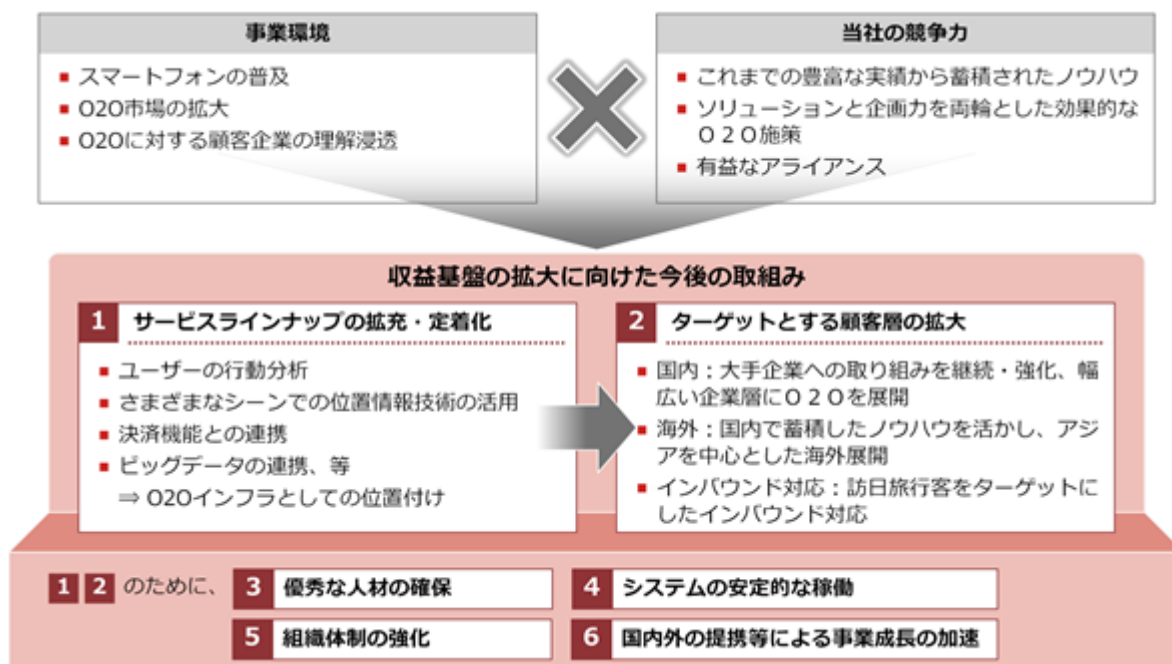 事業環境
■ スマートフォンの普及
■ O2O市場の拡大
■ O2Oに対する顧客企業の理解浸透
当社の競争力
■ これまでの豊富な実績から蓄積されたノウハウ
■ ソリューションと企画力を両輪とした効果的な
Ｏ２Ｏ施策
■ 有益なアライアンス
収益基盤の拡大に向けた今後の取組み
1 サービスラインナップの拡充・定着化
■ ユーザーの行動分析
■ さまざまなシーンでの位置情報技術の活用
■ 決済機能との連携
■ ビッグデータの連携、等
⇒ O2Oインフラとしての位置付け
2 ターゲットとする顧客層の拡大
■ 国内：大手企業への取り組みを継続・強化、幅
広い企業層にＯ２Ｏを展開
■ 海外：国内で蓄積したノウハウを活かし、アジ
アを中心とした海外展開
■ インバウンド対応：訪日旅行客をターゲットに
したインバウンド対応
1 2 のために、
3 優秀な人材の確保
4 システムの安定的な稼働
5 組織体制の強化
6 国内外の提携等による事業成長の加速